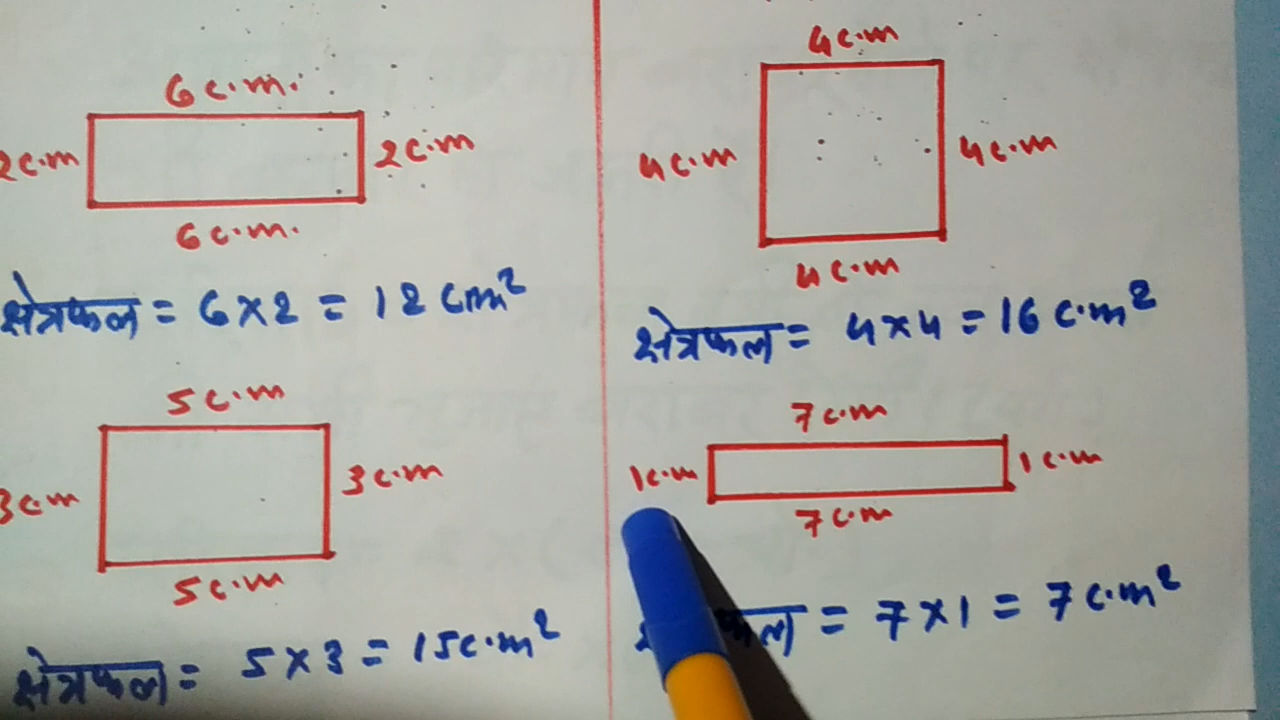 6 c.m.
2 c.m
2 c.m
6 c.m.
क्षेत्रफल = 6 x 2 = 12 cm²
5 c.m
3 c.m
3 c.m
5 c.m
क्षेत्रफल = 5 x 3 = 15 c.m²
4 c.m
4 c.m
4 c.m
4 c.m
क्षेत्रफल = 4 x 4 = 16 c.m²
7 c.m
1 c.m
1 c.m
7 c.m
= 7 x 1 = 7 c.m²